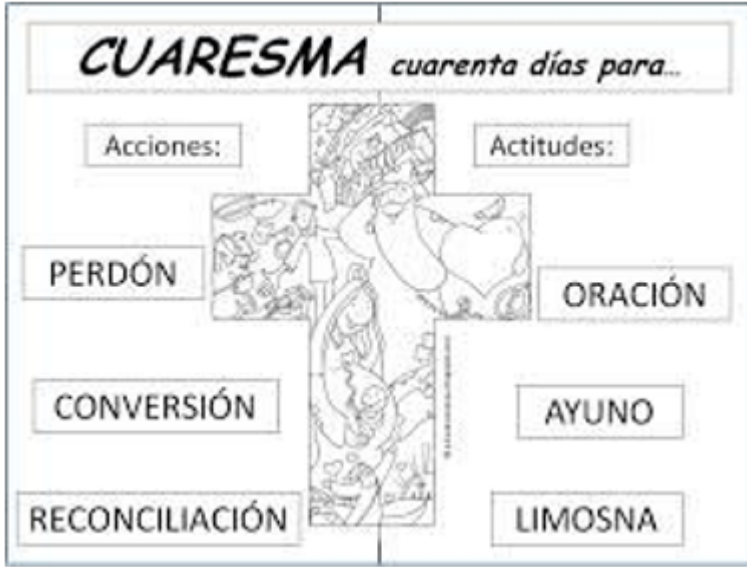 CUARESMA cuarenta días para...
Acciones:
Actitudes:
PERDÓN
ORACIÓN
CONVERSIÓN
AYUNO
RECONCILIACIÓN
LIMOSNA